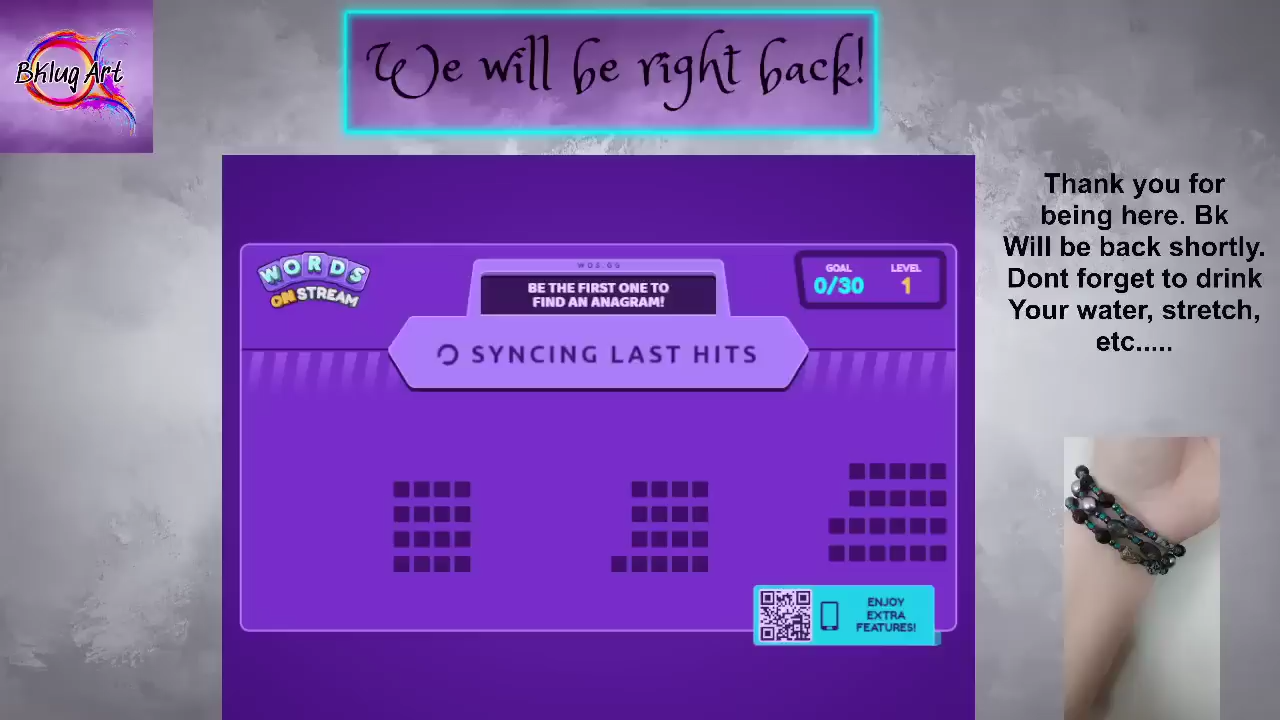 BKlug Art
We will be right back!
WORDS
ON STREAM
WOS.GG
BE THE FIRST ONE TO
FIND AN ANAGRAM!
GOAL
0/30
LEVEL
1
SYNCING LAST HITS
ENJOY
EXTRA
FEATURES!
Thank you for
being here. Bk
Will be back shortly.
Dont forget to drink
Your water, stretch,
etc.....